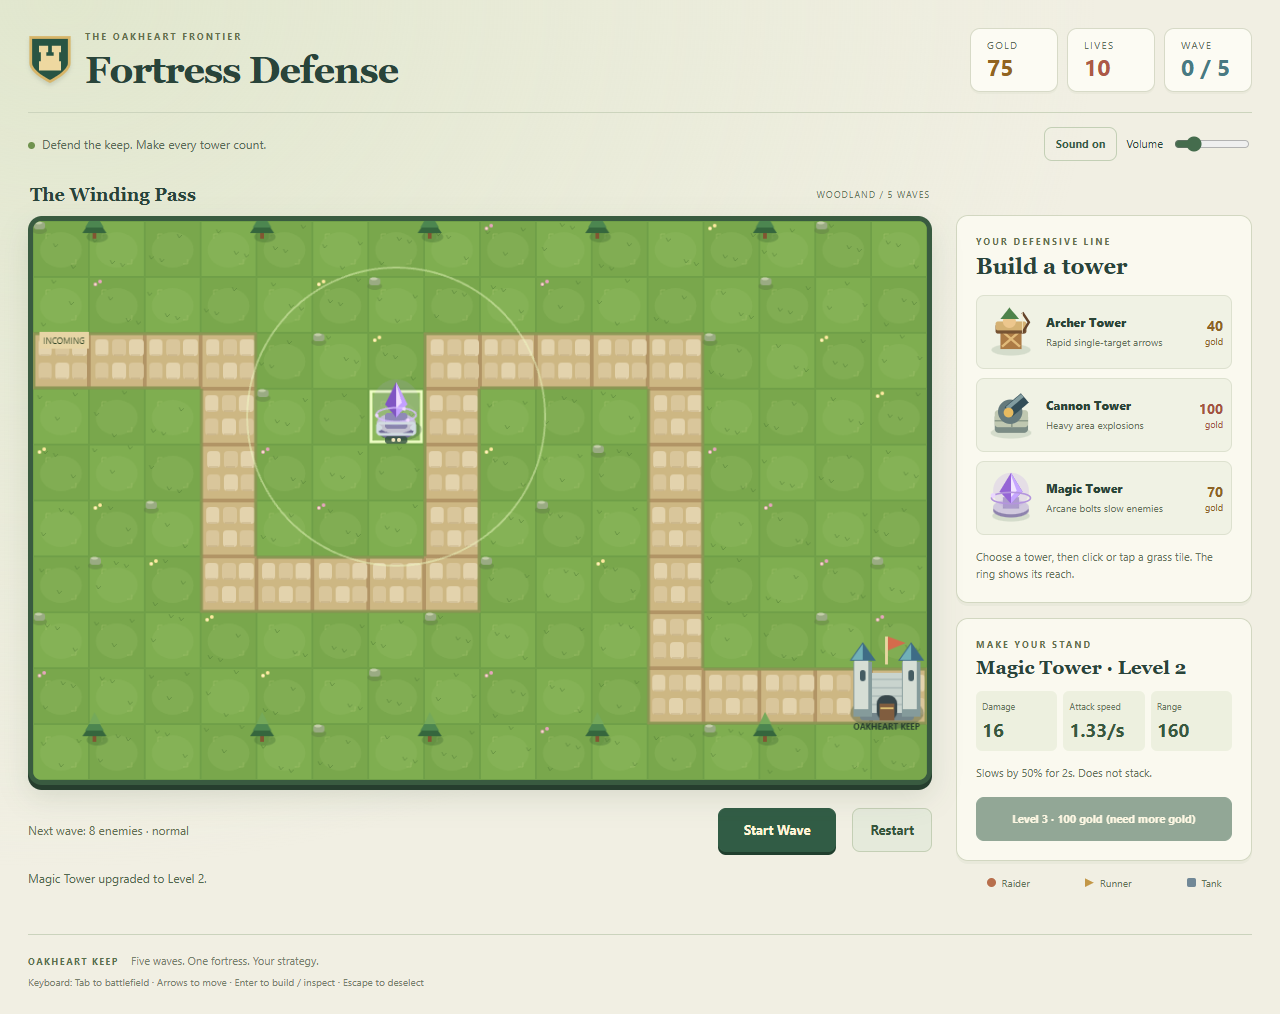 THE OAKHEART FRONTIER
Fortress Defense
GOLD
75
LIVES
10
WAVE
0 / 5
Defend the keep. Make every tower count.
Sound on
Volume
The Winding Pass
WOODLAND / 5 WAVES
INCOMING
OAKHEART KEEP
YOUR DEFENSIVE LINE
Build a tower
Archer Tower
Rapid single-target arrows
40
gold
Cannon Tower
Heavy area explosions
100
gold
Magic Tower
Arcane bolts slow enemies
70
gold
Choose a tower, then click or tap a grass tile. The
ring shows its reach.
MAKE YOUR STAND
Magic Tower · Level 2
Damage
16
Attack speed
1.33/s
Range
160
Slows by 50% for 2s. Does not stack.
Level 3 · 100 gold (need more gold)
Raider
Runner
Tank
Next wave: 8 enemies · normal
Start Wave
Restart
Magic Tower upgraded to Level 2.
OAKHEART KEEP
Five waves. One fortress. Your strategy.
Keyboard: Tab to battlefield · Arrows to move · Enter to build / inspect · Escape to deselect